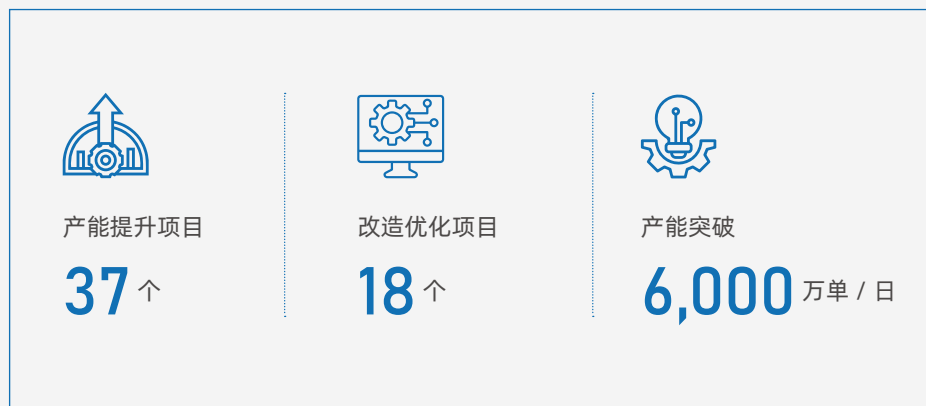 产能提升项目
37 个
改造优化项目
18 个
产能突破
6,000 万单 / 日